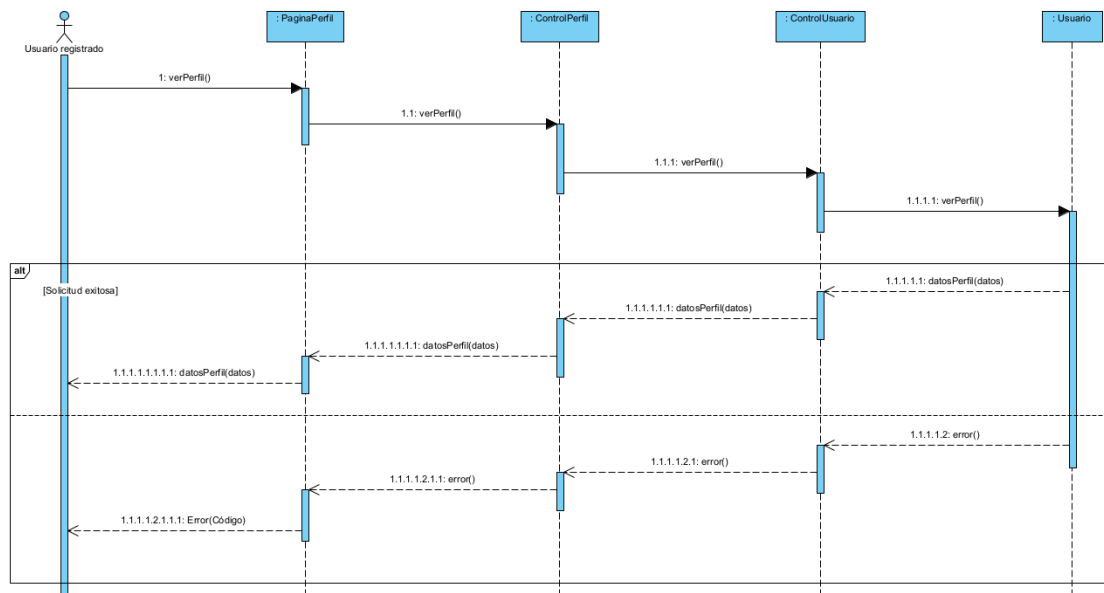 : PaginaPerfil
: ControlPerfil
: ControlUsuario
: Usuario
Usuario registrado
1: verPerfil()
1.1: verPerfil()
1.1.1: verPerfil()
1.1.1.1: verPerfil()
alt
[Solicitud exitosa]
1.1.1.1.1: datosPerfil(datos)
1.1.1.1.1.1: datosPerfil(datos)
1.1.1.1.1.1.1: datosPerfil(datos)
1.1.1.1.1.1.1.1: datosPerfil(datos)
1.1.1.1.2: error()
1.1.1.1.2.1: error()
1.1.1.1.2.1.1: error()
1.1.1.1.2.1.1.1: Error(Código)